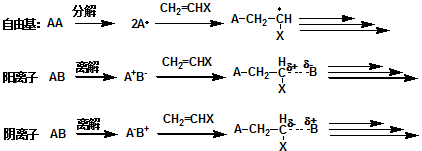 自由基: AA 分解 2A• CH₂=CHX A-CH₂-CH•
X
阳离子 AB 离解 A⁺B⁻ CH₂=CHX A-CH₂-C H δ+ δ- B
X
阴离子 AB 离解 A⁻B⁺ CH₂=CHX A-CH₂-C H δ- δ+ B
X